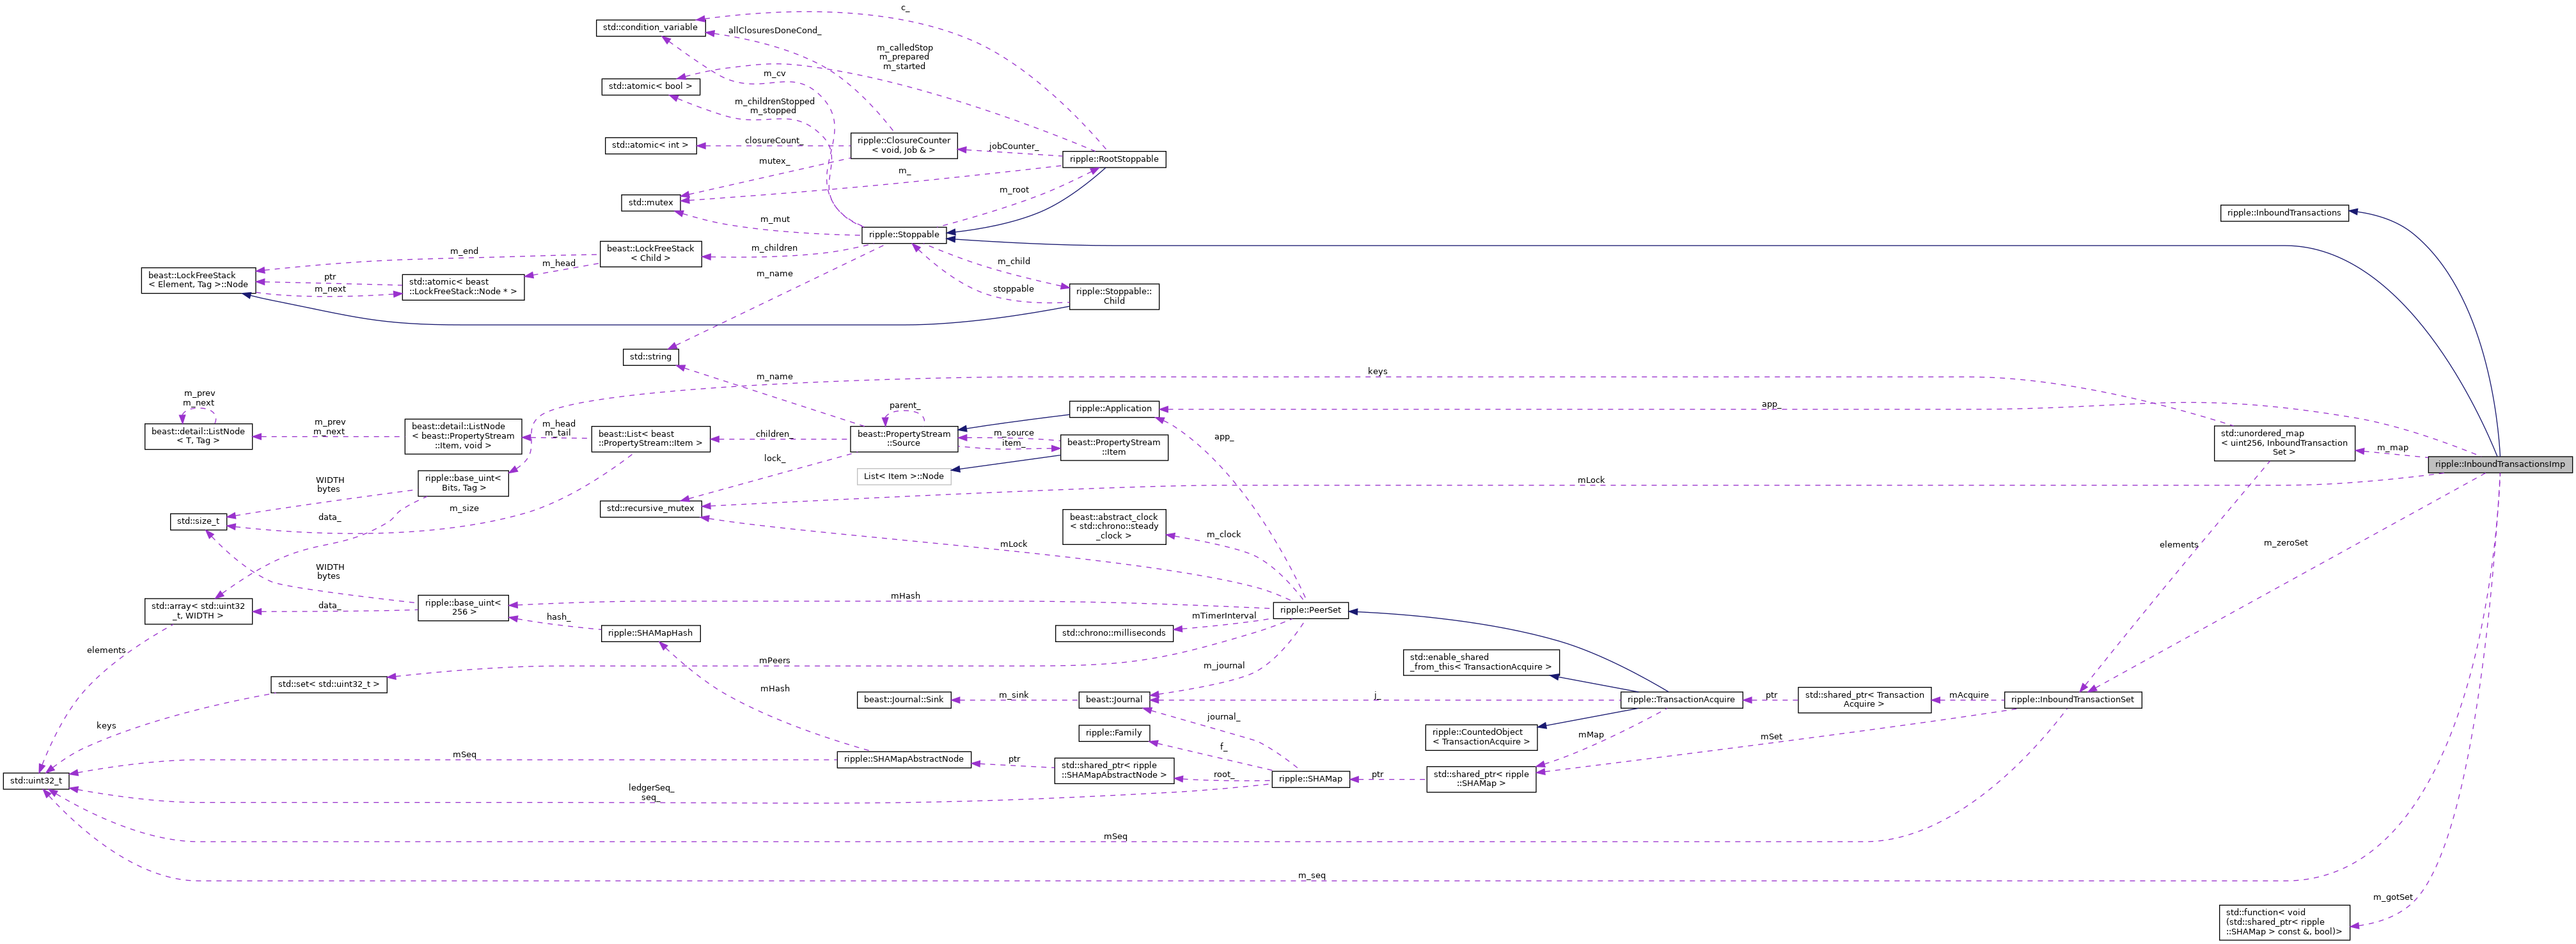 c_
std::condition_variable
allClosuresDoneCond_
m_calledStop
m_prepared
m_started
m_cv
std::atomic< bool >
m_childrenStopped
m_stopped
std::atomic< int >
closureCount_
ripple::ClosureCounter
< void, Job & >
jobCounter_
ripple::RootStoppable
mutex_
m_
m_root
std::mutex
m_mut
ripple::Stoppable
ripple::InboundTransactions
beast::LockFreeStack
< Child >
m_children
m_end
m_head
m_child
beast::LockFreeStack
< Element, Tag >::Node
ptr
m_next
std::atomic< beast
::LockFreeStack::Node * >
m_name
stoppable
ripple::Stoppable::
Child
std::string
m_name
keys
m_prev
m_next
parent_
ripple::Application
app_
beast::detail::ListNode
< T, Tag >
m_prev
m_next
beast::detail::ListNode
< beast::PropertyStream
::Item, void >
m_head
m_tail
beast::List< beast
::PropertyStream::Item >
children_
beast::PropertyStream
::Source
m_source
item_
beast::PropertyStream
::Item
app_
std::unordered_map
< uint256, InboundTransaction
Set >
m_map
ripple::InboundTransactionsImp
lock_
List< Item >::Node
ripple::base_uint<
Bits, Tag >
WIDTH
bytes
mLock
std::size_t
data_
m_size
std::recursive_mutex
beast::abstract_clock
< std::chrono::steady
_clock >
m_clock
mLock
elements
m_zeroSet
WIDTH
bytes
std::array< std::uint32
_t, WIDTH >
data_
ripple::base_uint<
256 >
mHash
ripple::PeerSet
hash_
ripple::SHAMapHash
mTimerInterval
std::chrono::milliseconds
elements
mPeers
m_journal
std::enable_shared
_from_this< TransactionAcquire >
std::set< std::uint32_t >
mHash
beast::Journal::Sink
m_sink
beast::Journal
j_
ripple::TransactionAcquire
ptr
std::shared_ptr< Transaction
Acquire >
mAcquire
ripple::InboundTransactionSet
keys
journal_
ripple::Family
f_
ripple::CountedObject
< TransactionAcquire >
mMap
mSet
mSeq
ripple::SHAMapAbstractNode
ptr
std::shared_ptr< ripple
::SHAMapAbstractNode >
root_
ripple::SHAMap
ptr
std::shared_ptr< ripple
::SHAMap >
std::uint32_t
ledgerSeq_
seq_
mSeq
m_seq
m_gotSet
std::function< void
(std::shared_ptr< ripple
::SHAMap > const &, bool)>